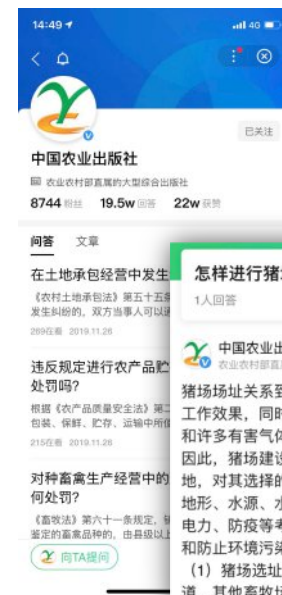 14:49
4G
已关注
中国农业出版社
农业农村部直属的大型综合出版社
8744 粉丝 19.5w 回答 22w 获赞
问答 文章
在土地承包经营中发生
《农村土地承包法》第五十五条
发生纠纷的，双方当事人可以通
269在看 2019.11.26
违反规定进行农产品贮
处罚吗?
根据《农产品质量安全法》第二
包装、保鲜、贮存、运输中所使
215在看 2019.11.28
对种畜禽生产经营中的
何处罚?
《畜牧法》第六十一条规定，
鉴定的畜禽品种的，由县级以上
向TA提问
怎样进行猪场
1人回答
中国农业出
农业农村部直
猪场场址关系到
工作效果，同时
和许多有害气体
因此，猪场建设
地，对其选择的
地形、水源、水
电力、防疫等考
和防止环境污染
（1）猪场选址
道、其他畜牧场